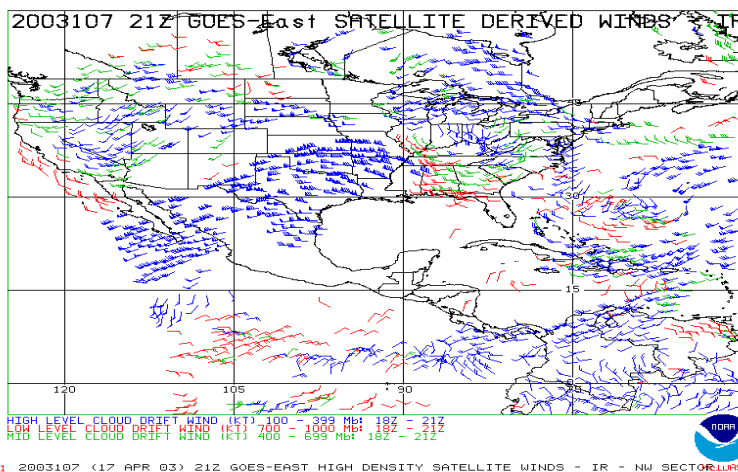 2003107 21Z GOES-East SATELLITE DERIVED WINDS - IR
30
15
120
105
90
HIGH LEVEL CLOUD DRIFT WIND (KT) 100 - 399 Mb: 18Z - 21Z
LOW LEVEL CLOUD DRIFT WIND (KT) 700 - 1000 Mb: 18Z - 21Z
MID LEVEL CLOUD DRIFT WIND (KT) 400 - 699 Mb: 18Z - 21Z
NOAA
1 2003107 (17 APR 03) 21Z GOES-EAST HIGH DENSITY SATELLITE WINDS - IR - NW SECTOR